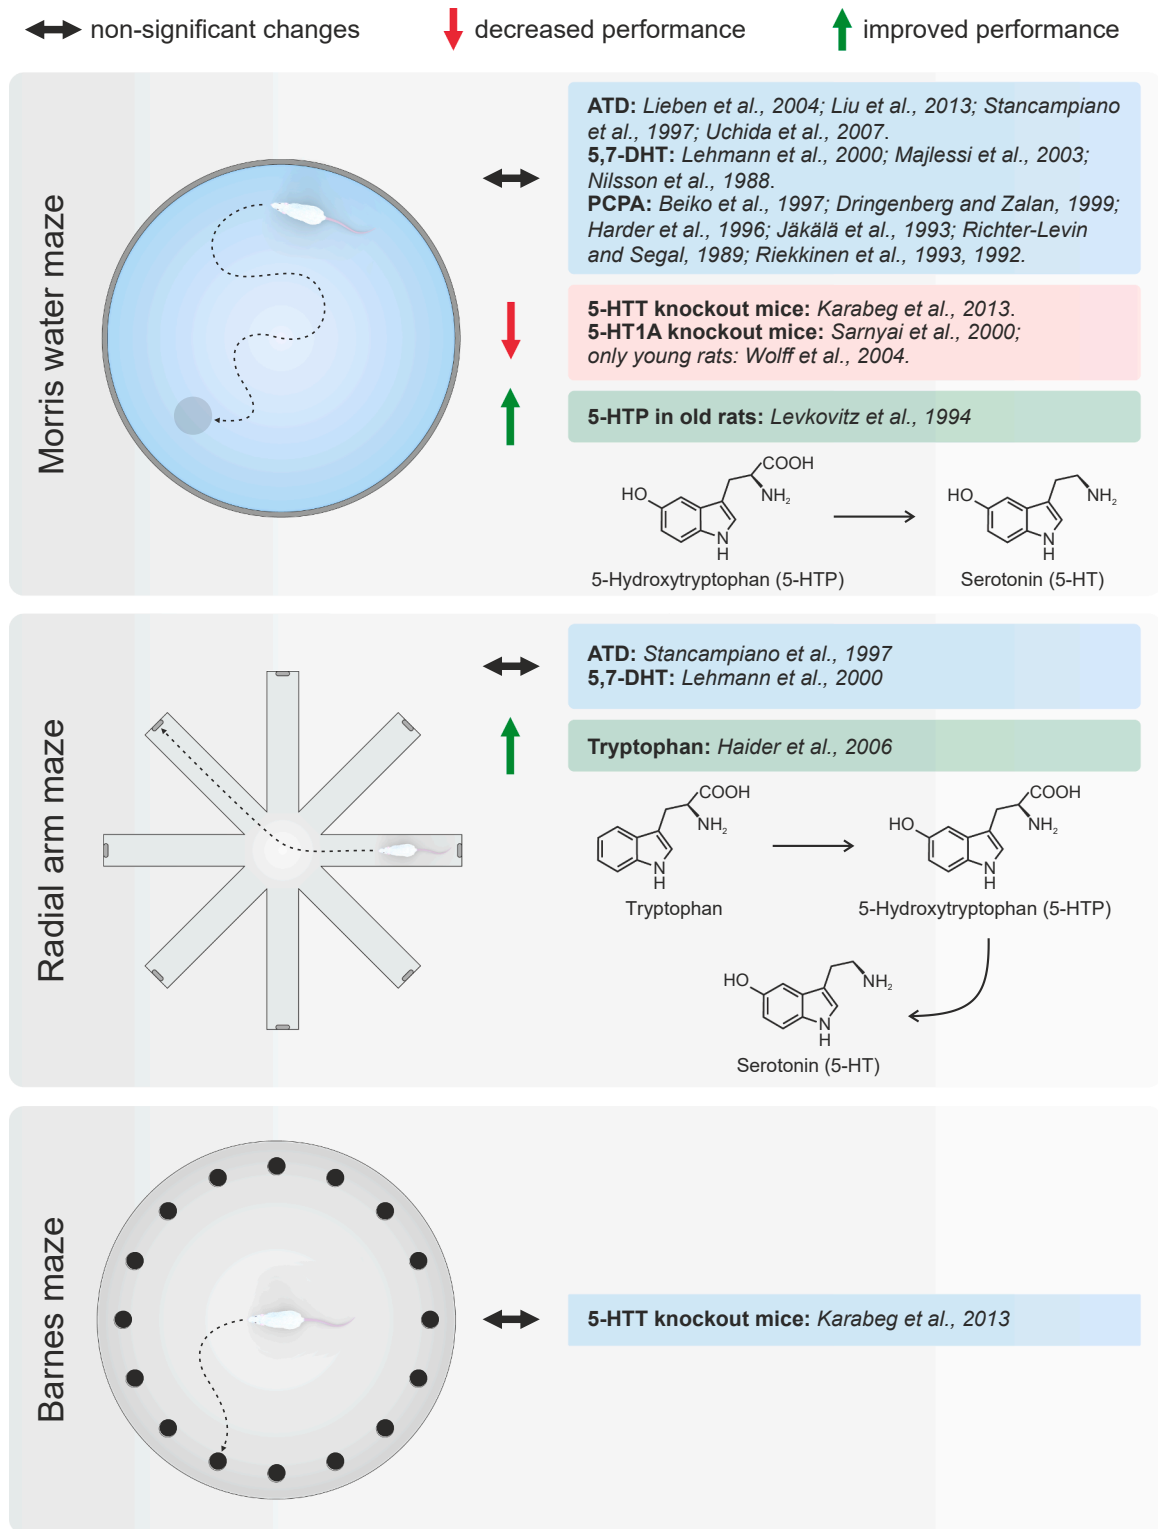 non-significant changes
decreased performance
improved performance
Morris water maze
ATD: Lieben et al., 2004; Liu et al., 2013; Stancampiano
et al., 1997; Uchida et al., 2007.
5,7-DHT: Lehmann et al., 2000; Majlessi et al., 2003;
Nilsson et al., 1988.
PCPA: Beiko et al., 1997; Dringenberg and Zalan, 1999;
Harder et al., 1996; Jäkälä et al., 1993; Richter-Levin
and Segal, 1989; Riekkinen et al., 1993, 1992.
5-HTT knockout mice: Karabeg et al., 2013.
5-HT1A knockout mice: Sarnyai et al., 2000;
only young rats: Wolff et al., 2004.
5-HTP in old rats: Levkovitz et al., 1994
COOH
HO
NH₂
N
H
5-Hydroxytryptophan (5-HTP)
HO
NH₂
N
H
Serotonin (5-HT)
Radial arm maze
ATD: Stancampiano et al., 1997
5,7-DHT: Lehmann et al., 2000
Tryptophan: Haider et al., 2006
COOH
NH₂
N
H
Tryptophan
COOH
HO
NH₂
N
H
5-Hydroxytryptophan (5-HTP)
HO
NH₂
N
H
Serotonin (5-HT)
Barnes maze
5-HTT knockout mice: Karabeg et al., 2013